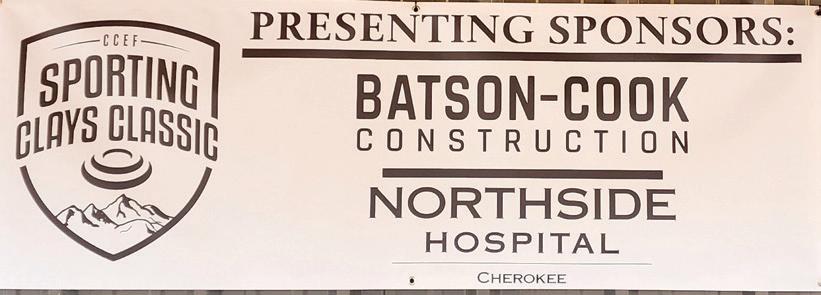 CCEF
SPORTING
CLAYS CLASSIC
PRESENTING SPONSORS:
BATSON-COOK
CONSTRUCTION
NORTHSIDE
HOSPITAL
CHEROKEE